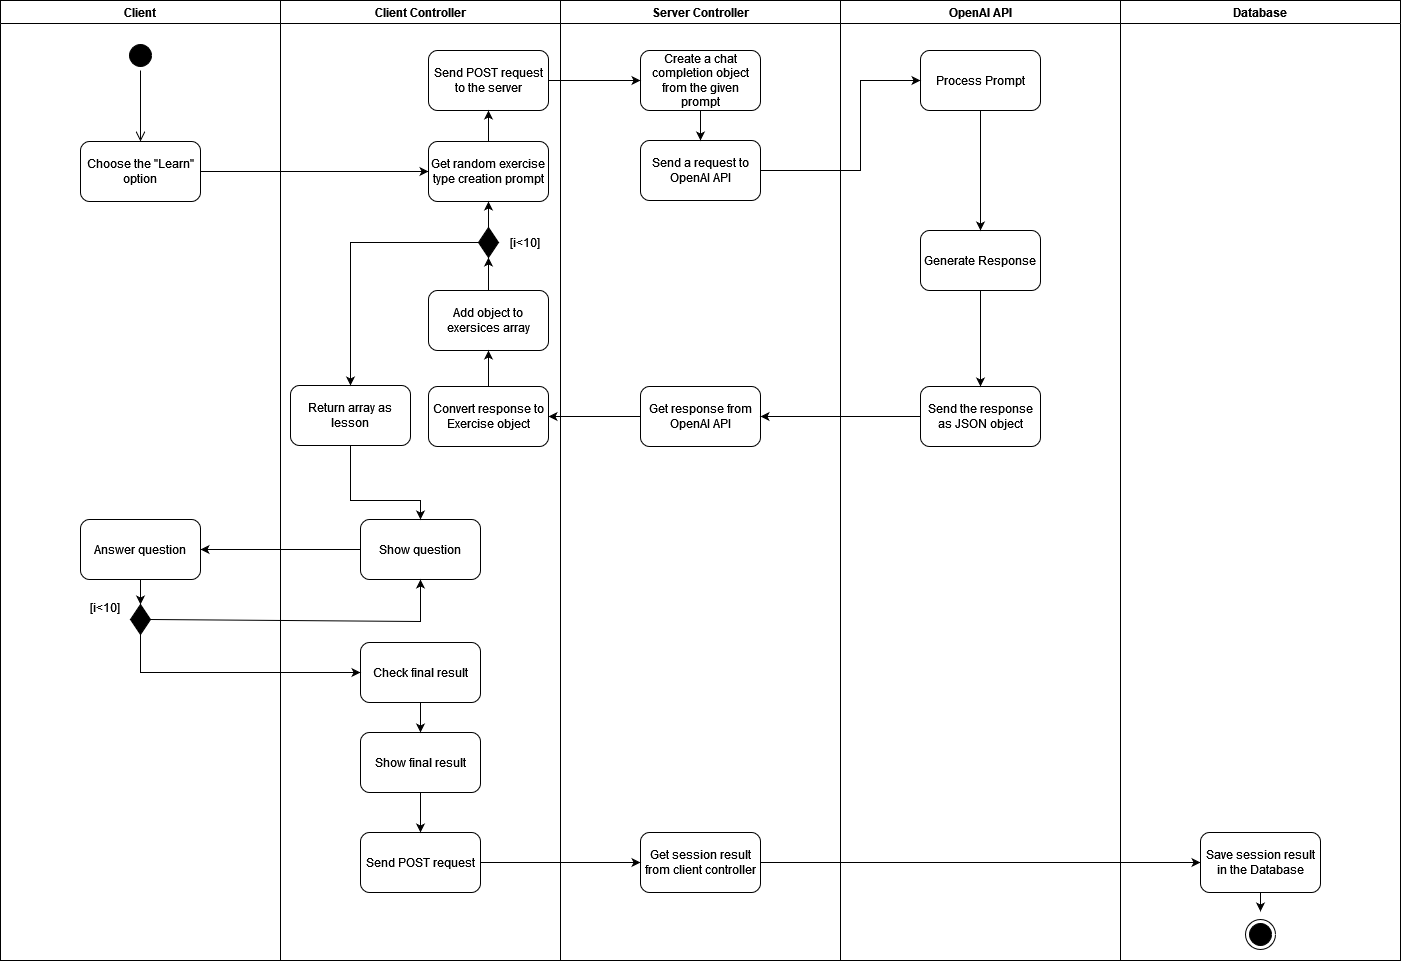 Client
Client Controller
Server Controller
OpenAI API
Database
Send POST request
to the server
Create a chat
completion object
from the given
prompt
Process Prompt
Choose the "Learn"
option
Get random exercise
type creation prompt
Send a request to
OpenAI API
[i<10]
Generate Response
Add object to
exersices array
Return array as
lesson
Convert response to
Exercise object
Get response from
OpenAI API
Send the response
as JSON object
Answer question
Show question
[i<10]
Check final result
Show final result
Send POST request
Get session result
from client controller
Save session result
in the Database